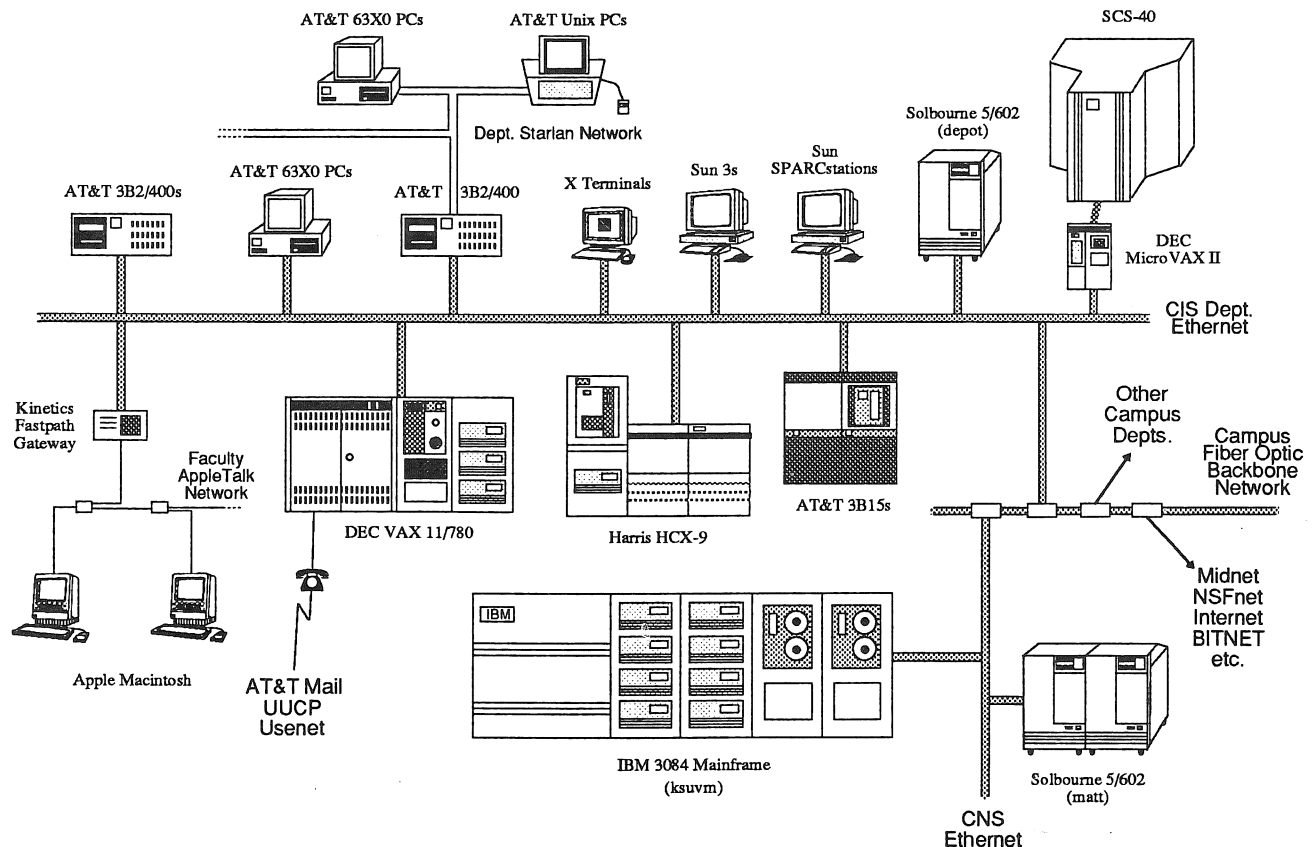 AT&T 63X0 PCs
AT&T Unix PCs
SCS-40
Dept. Starlan Network
Solbourne 5/602
(depot)
AT&T 3B2/400s
AT&T 63X0 PCs
AT&T 3B2/400
X Terminals
Sun 3s
Sun
SPARCstations
DEC
MicroVAX II
CIS Dept.
Ethernet
Kinetics
Fastpath
Gateway
Faculty
AppleTalk
Network
DEC VAX 11/780
Harris HCX-9
AT&T 3B15s
Other
Campus
Depts.
Campus
Fiber Optic
Backbone
Network
Midnet
NSFnet
Internet
BITNET
etc.
Apple Macintosh
AT&T Mail
UUCP
Usenet
IBM
IBM 3084 Mainframe
(ksuvm)
Solbourne 5/602
(matt)
CNS
Ethernet